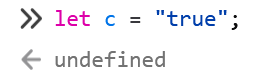 let c = "true";
undefined